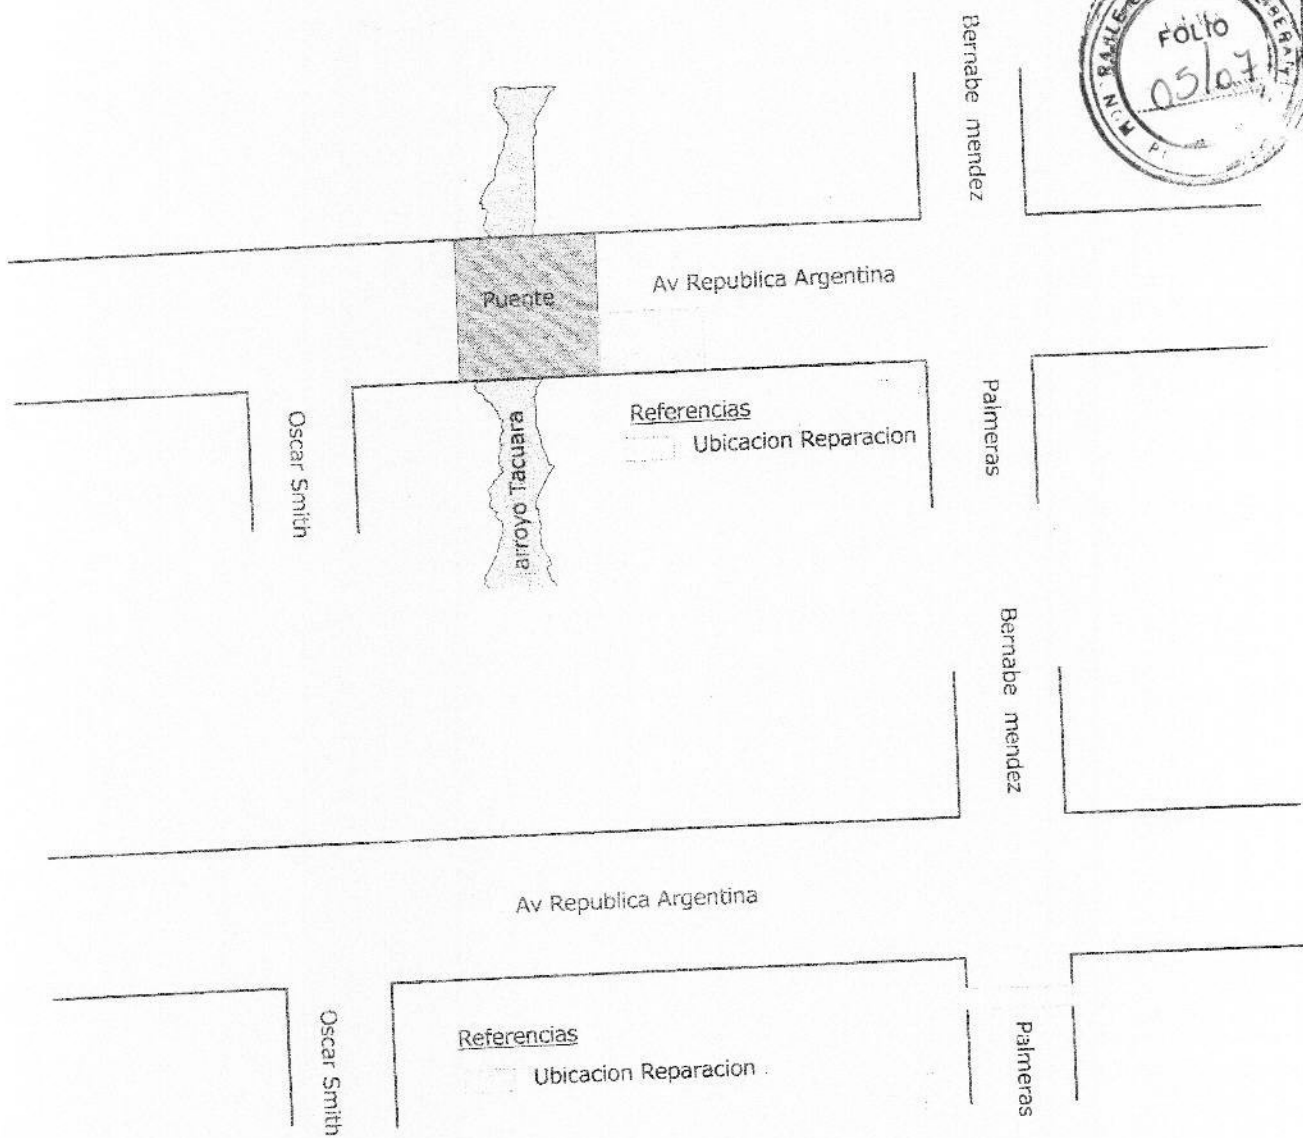 Bernabe mendez
FOLIO
05/07
Av Republica Argentina
Puente
Referencias
Ubicacion Reparacion
Oscar Smith
arroyo Tacuara
Palmeras
Bernabe mendez
Av Republica Argentina
Referencias
Ubicacion Reparacion
Oscar Smith
Palmeras